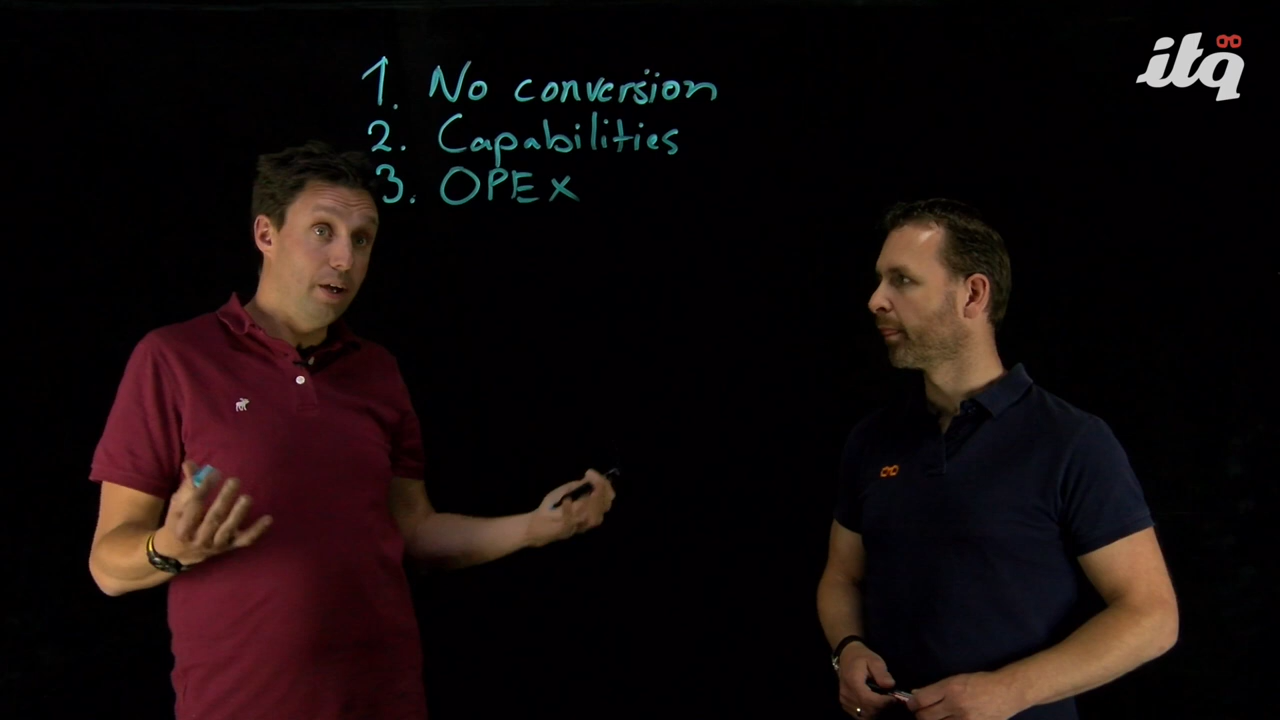 itq
1. No conversion
2. Capabilities
3. OPEX